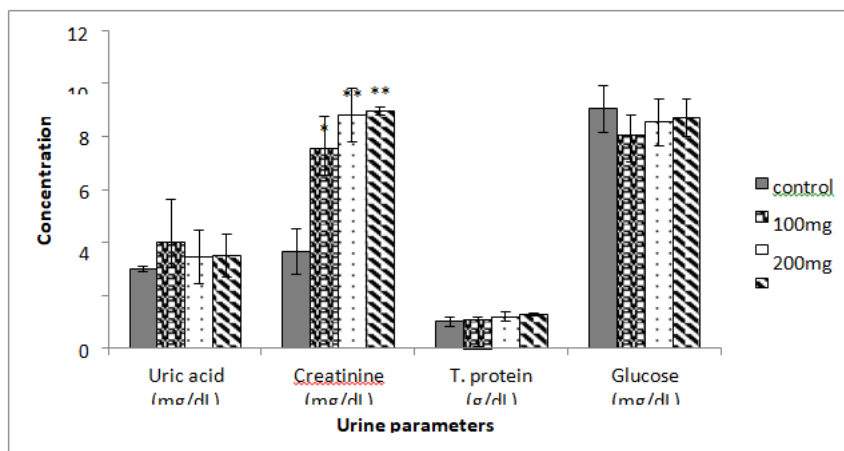 12
10
8
6
4
2
0
Concentration
*
**
**
control
100mg
200mg
Uric acid
(mg/dL)
Creatinine
(mg/dL)
T. protein
(g/dL)
Glucose
(mg/dL)
Urine parameters